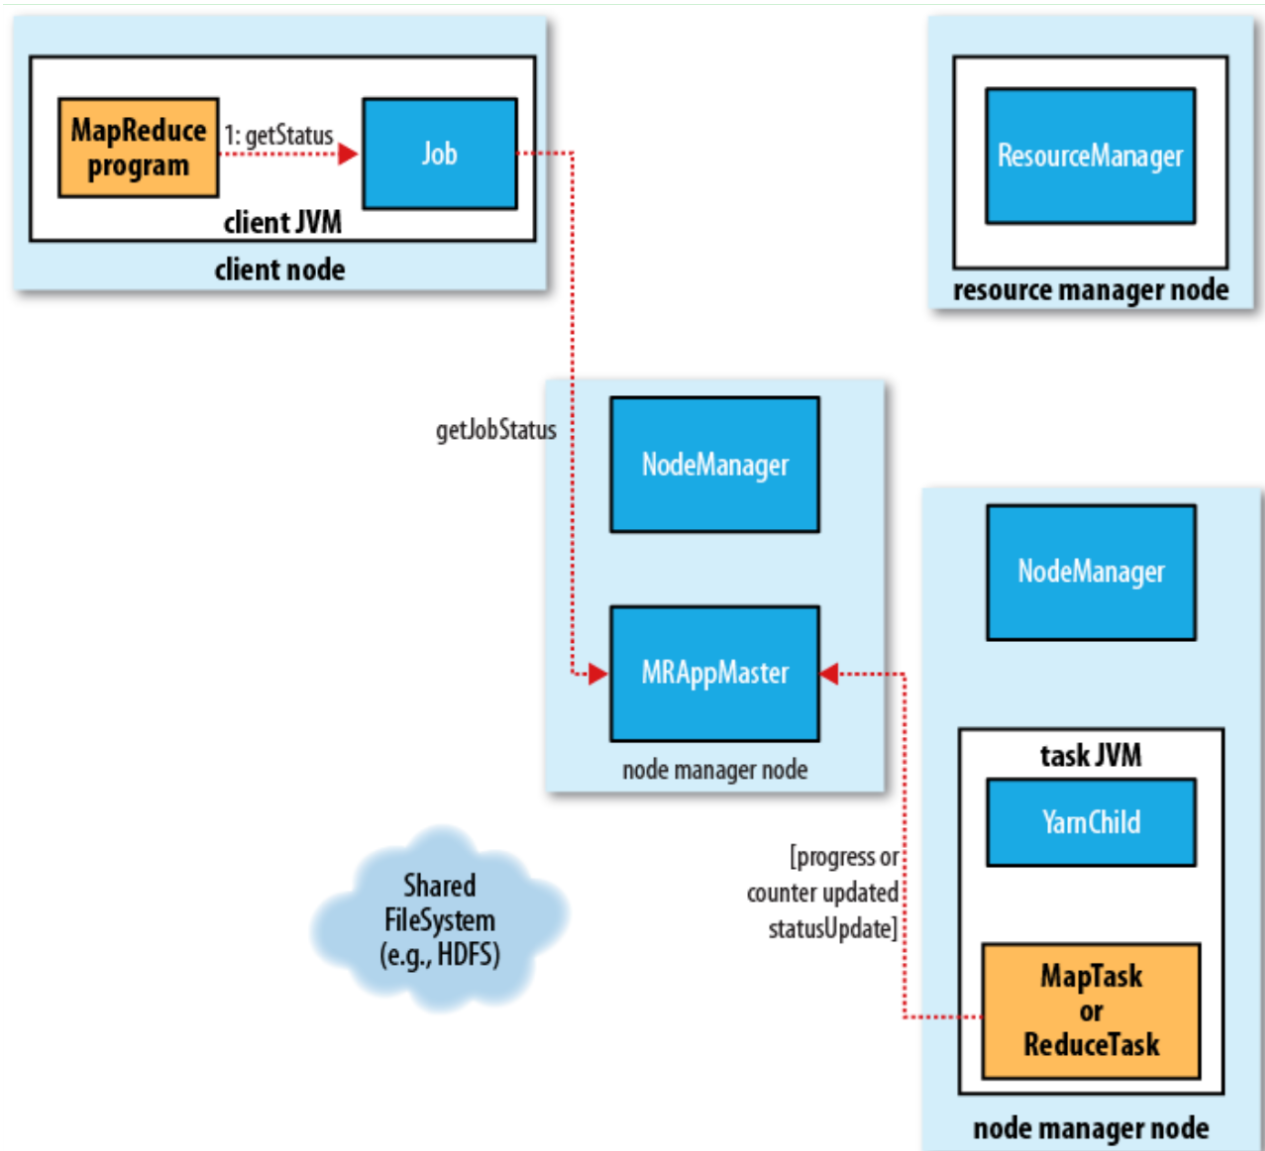 MapReduce
program
1: getStatus
Job
client JVM
client node
ResourceManager
resource manager node
getJobStatus
NodeManager
MRAppMaster
node manager node
NodeManager
task JVM
YarnChild
MapTask
or
ReduceTask
node manager node
[progress or
counter updated
statusUpdate]
Shared
FileSystem
(e.g., HDFS)